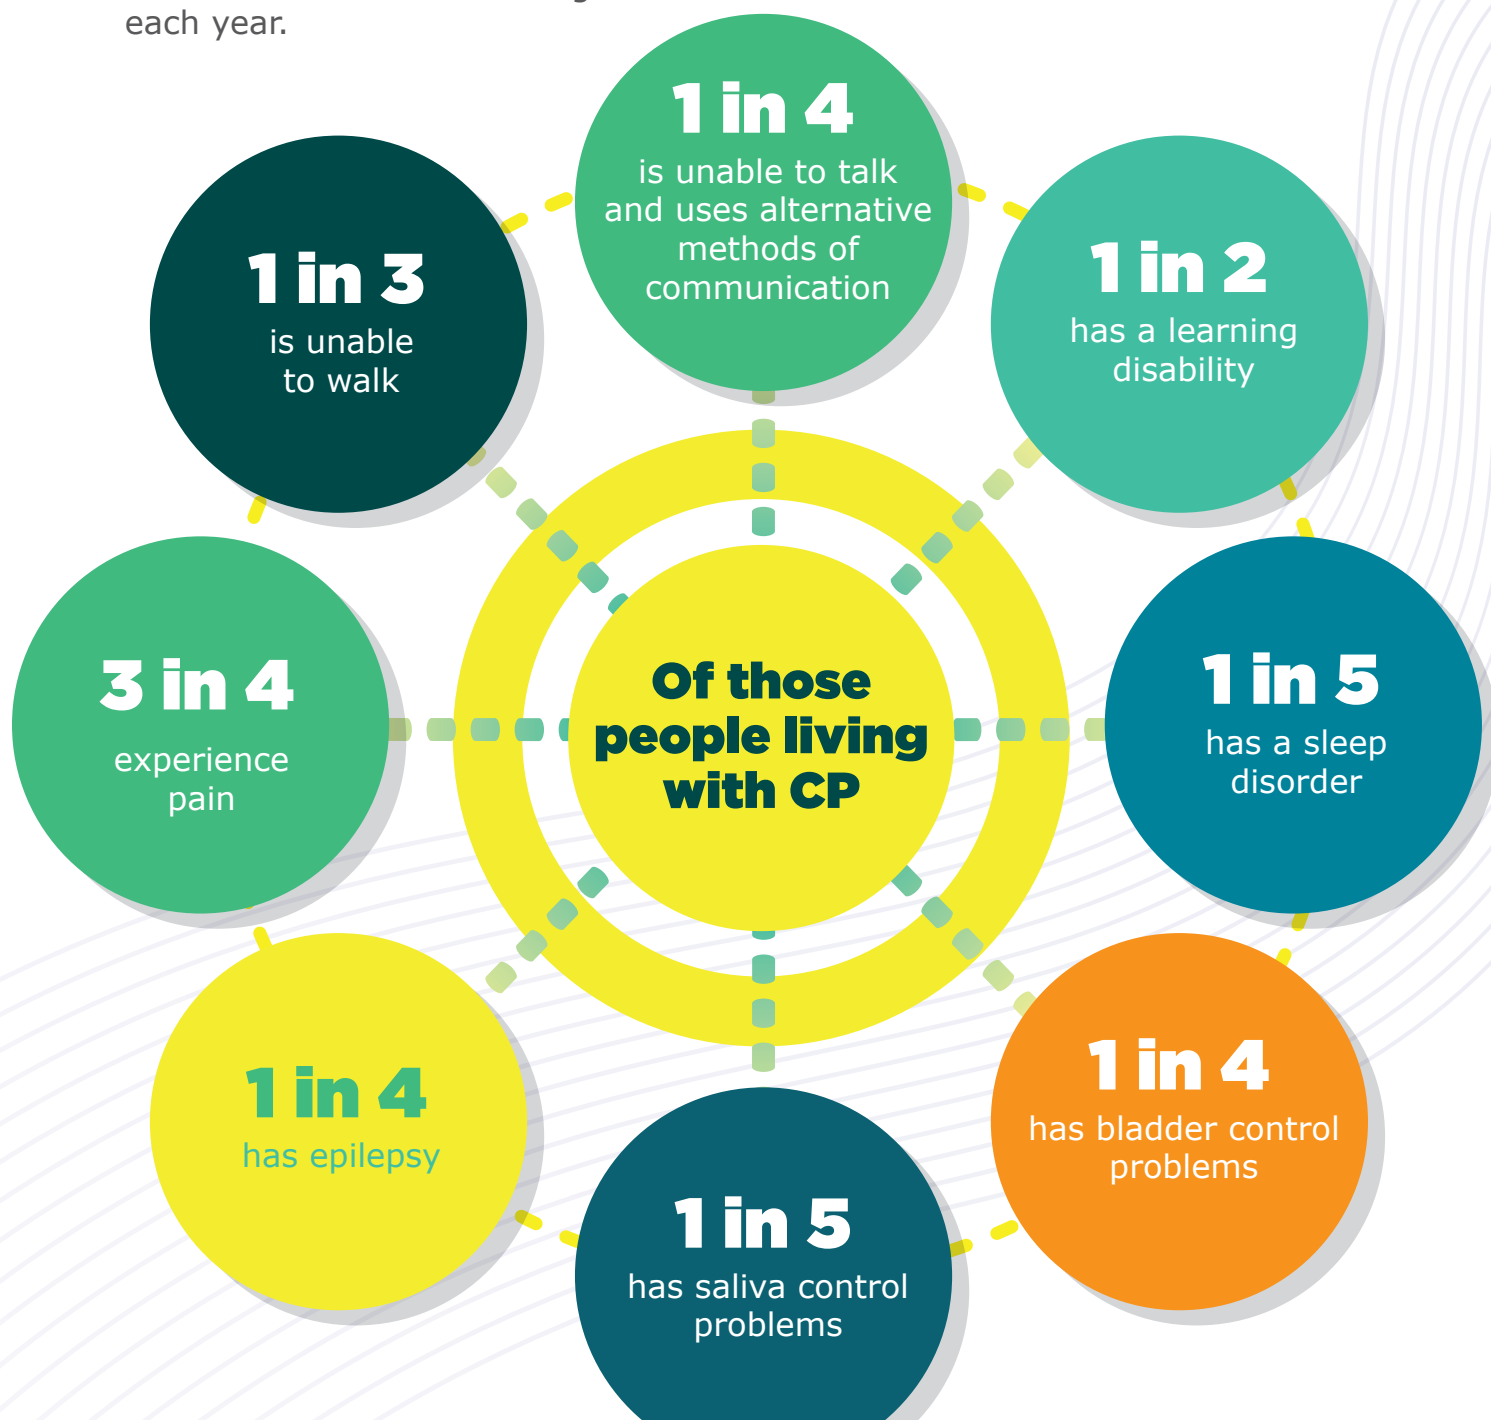 each year.
1 in 4
is unable to talk
and uses alternative
methods of
communication
1 in 2
has a learning
disability
1 in 5
has a sleep
disorder
1 in 4
has bladder control
problems
1 in 5
has saliva control
problems
1 in 4
has epilepsy
3 in 4
experience
pain
1 in 3
is unable
to walk
Of those
people living
with CP